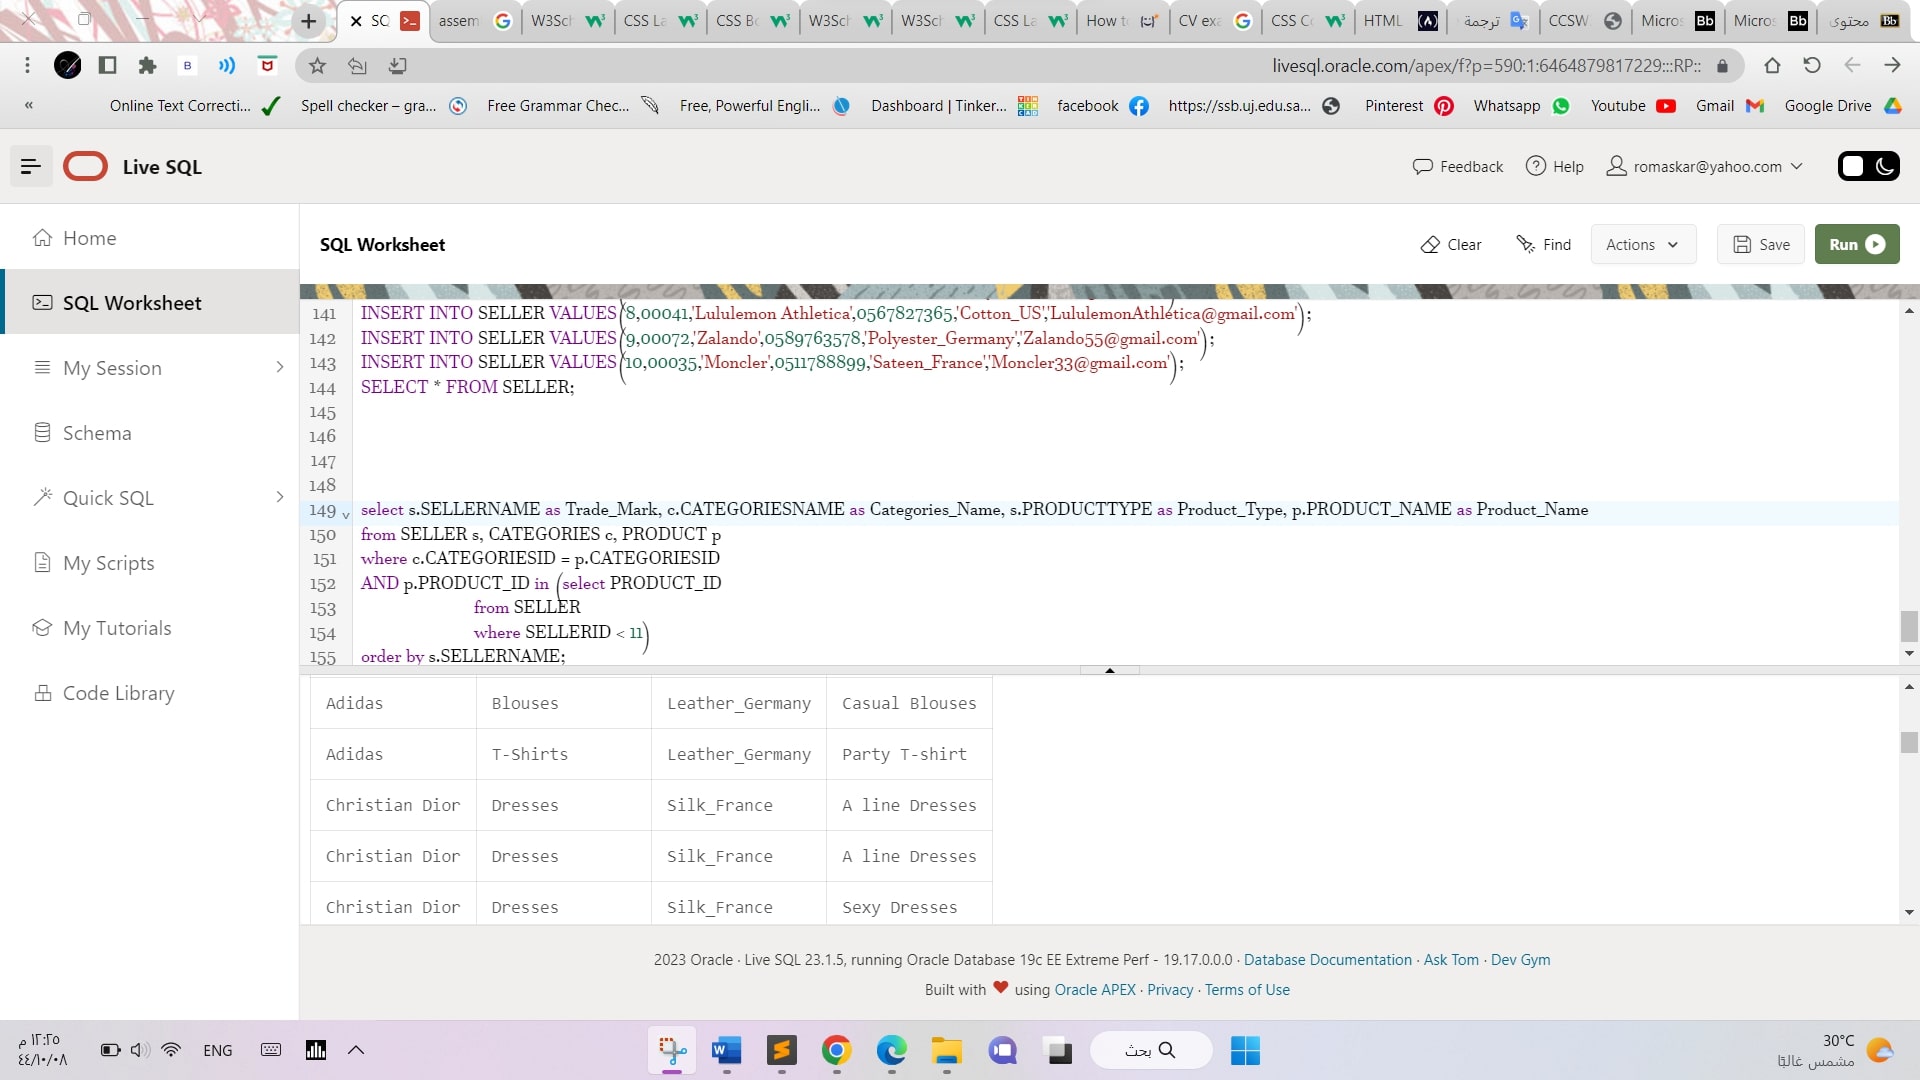 SQ
assem
W3Sch
CSS La
CSS Bo
W3Sch
W3Sch
CSS La
How to
CV exa
CSS Co
HTML
ترجمة
CCSW
Micros
Micros
محتوى
livesql.oracle.com/apex/f?p=590:1:6464879817229:::RP::
«
Online Text Correcti...
Spell checker – gra...
Free Grammar Chec...
Free, Powerful Engli...
Dashboard | Tinker...
facebook
https://ssb.uj.edu.sa...
Pinterest
Whatsapp
Youtube
Gmail
Google Drive
Live SQL
Feedback
Help
romaskar@yahoo.com
Home
SQL Worksheet
My Session
Schema
Quick SQL
My Scripts
My Tutorials
Code Library
SQL Worksheet
Clear
Find
Actions
Save
Run
141 INSERT INTO SELLER VALUES(8,00041,'Lululemon Athletica',0567827365,'Cotton_US','LululemonAthletica@gmail.com');
142 INSERT INTO SELLER VALUES(9,00072,'Zalando',0589763578,'Polyester_Germany','Zalando55@gmail.com');
143 INSERT INTO SELLER VALUES(10,00035,'Moncler',0511788899,'Sateen_France','Moncler33@gmail.com');
144 SELECT * FROM SELLER;
145
146
147
148
149 select s.SELLERNAME as Trade_Mark, c.CATEGORIESNAME as Categories_Name, s.PRODUCTTYPE as Product_Type, p.PRODUCT_NAME as Product_Name
150 from SELLER s, CATEGORIES c, PRODUCT p
151 where c.CATEGORIESID = p.CATEGORIESID
152 AND p.PRODUCT_ID in (select PRODUCT_ID
153 from SELLER
154 where SELLERID < 11)
155 order by s.SELLERNAME;
Adidas Blouses Leather_Germany Casual Blouses
Adidas T-Shirts Leather_Germany Party T-shirt
Christian Dior Dresses Silk_France A line Dresses
Christian Dior Dresses Silk_France A line Dresses
Christian Dior Dresses Silk_France Sexy Dresses
2023 Oracle · Live SQL 23.1.5, running Oracle Database 19c EE Extreme Perf - 19.17.0.0.0 · Database Documentation · Ask Tom · Dev Gym
Built with ❤ using Oracle APEX · Privacy · Terms of Use
١٢:٢٥ م
٤٤/١٠/٠٨
ENG
بحث
30°C
مشمس غالبًا